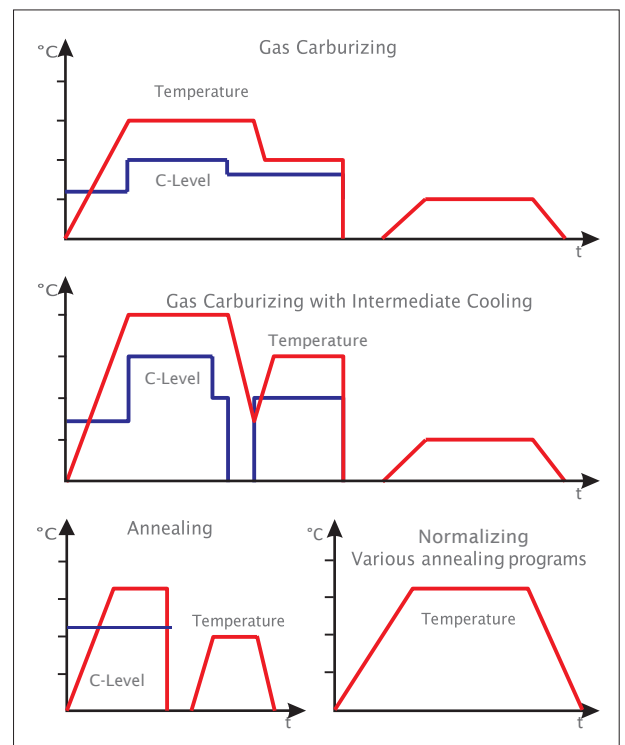 Gas Carburizing
°C
Temperature
C-Level
t
Gas Carburizing with Intermediate Cooling
°C
Temperature
C-Level
t
Annealing
°C
Temperature
C-Level
t
Normalizing
Various annealing programs
°C
Temperature
t